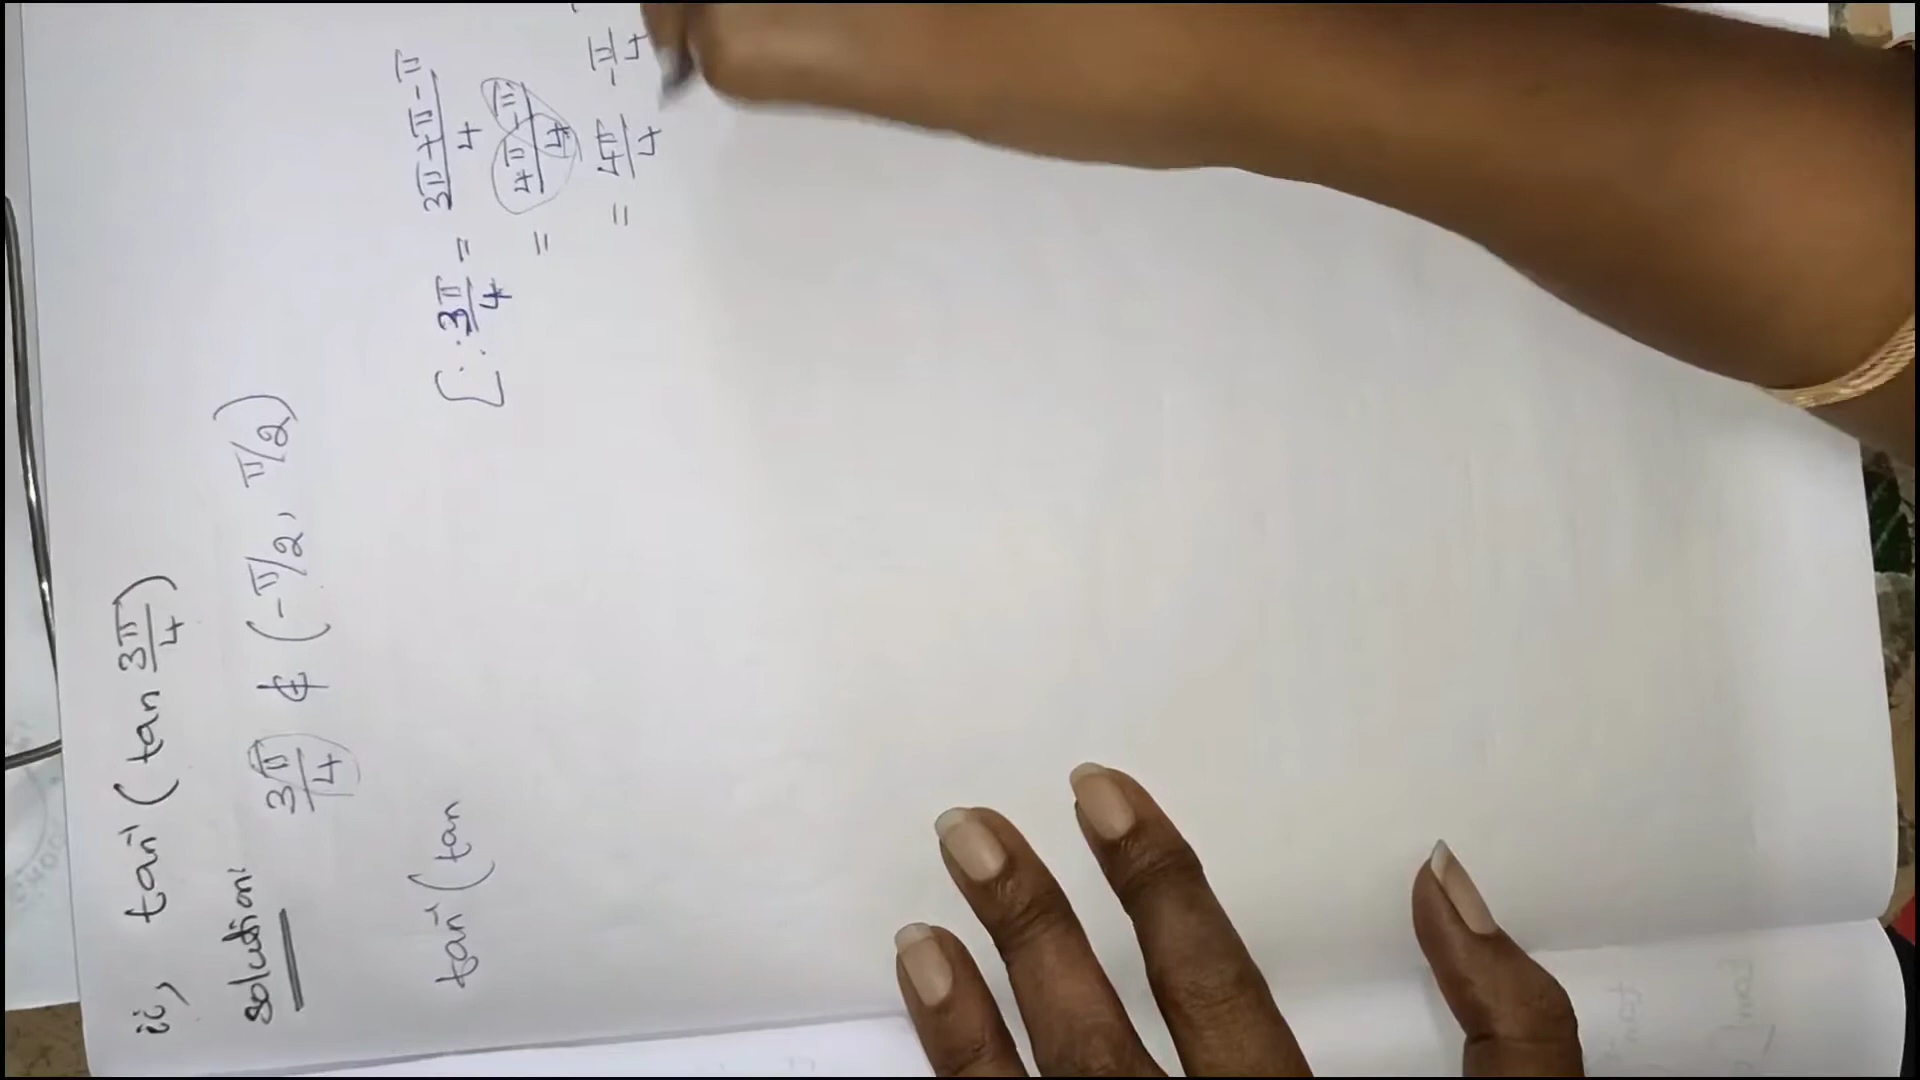 ii, tan⁻¹(tan 3π/4)
Solution:
3π/4 ∉ (-π/2, π/2)
tan⁻¹(tan
[∵ 3π/4 = (3π+π-π)/4
= (4π-π)/4
= 4π/4 - π/4